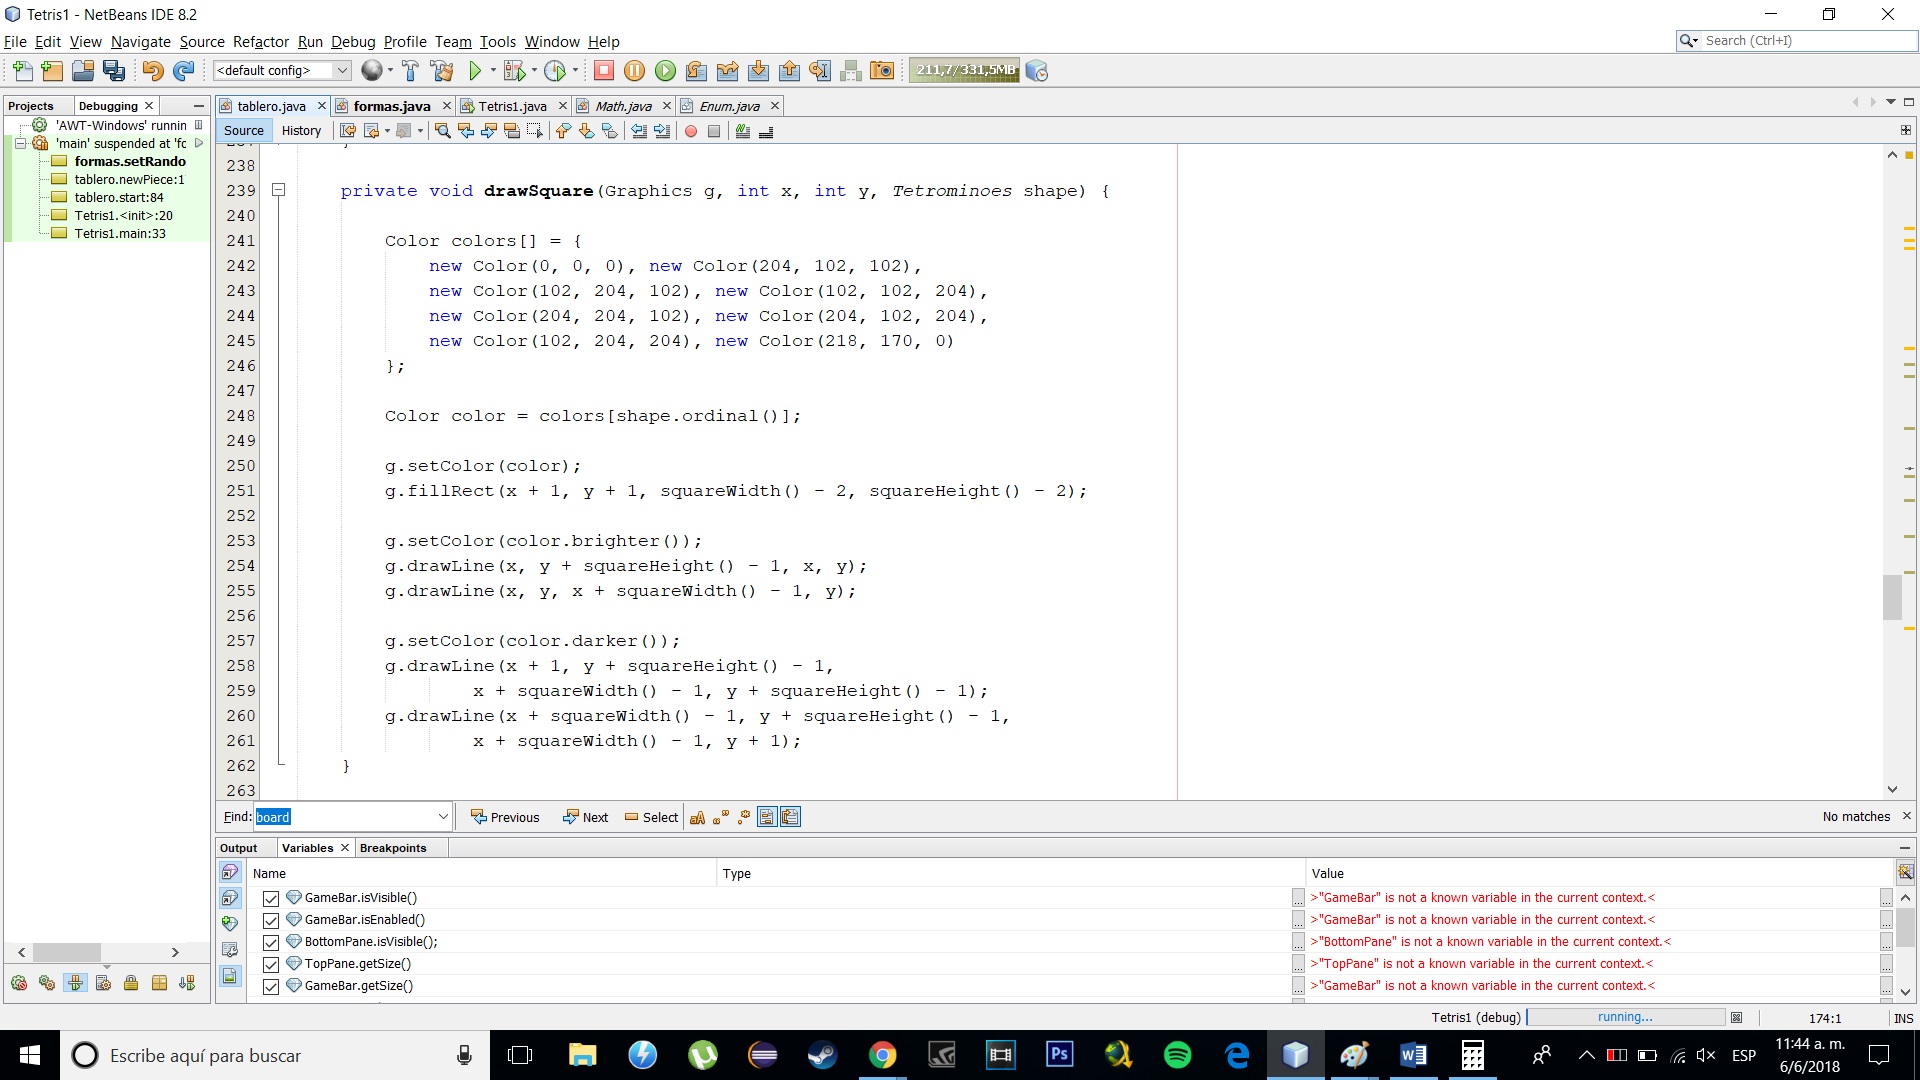 Tetris1 - NetBeans IDE 8.2
File Edit View Navigate Source Refactor Run Debug Profile Team Tools Window Help
Search (Ctrl+I)
<default config>
211,7/331,5MB
Projects
Debugging
tablero.java
formas.java
Tetris1.java
Math.java
Enum.java
'AWT-Windows' runnin
'main' suspended at 'fo
formas.setRando
tablero.newPiece:1
tablero.start:84
Tetris1.<init>:20
Tetris1.main:33
Source
History
238
239 private void drawSquare(Graphics g, int x, int y, Tetrominoes shape) {
240
241 Color colors[] = {
242 new Color(0, 0, 0), new Color(204, 102, 102),
243 new Color(102, 204, 102), new Color(102, 102, 204),
244 new Color(204, 204, 102), new Color(204, 102, 204),
245 new Color(102, 204, 204), new Color(218, 170, 0)
246 };
247
248 Color color = colors[shape.ordinal()];
249
250 g.setColor(color);
251 g.fillRect(x + 1, y + 1, squareWidth() - 2, squareHeight() - 2);
252
253 g.setColor(color.brighter());
254 g.drawLine(x, y + squareHeight() - 1, x, y);
255 g.drawLine(x, y, x + squareWidth() - 1, y);
256
257 g.setColor(color.darker());
258 g.drawLine(x + 1, y + squareHeight() - 1,
259 x + squareWidth() - 1, y + squareHeight() - 1);
260 g.drawLine(x + squareWidth() - 1, y + squareHeight() - 1,
261 x + squareWidth() - 1, y + 1);
262 }
263
Find: board
Previous
Next
Select
No matches
Output
Variables
Breakpoints
Name Type Value
GameBar.isVisible() >"GameBar" is not a known variable in the current context.<
GameBar.isEnabled() >"GameBar" is not a known variable in the current context.<
BottomPane.isVisible(); >"BottomPane" is not a known variable in the current context.<
TopPane.getSize() >"TopPane" is not a known variable in the current context.<
GameBar.getSize() >"GameBar" is not a known variable in the current context.<
Tetris1 (debug) running... 174:1 INS
Escribe aquí para buscar
Ps
ESP
11:44 a. m.
6/6/2018